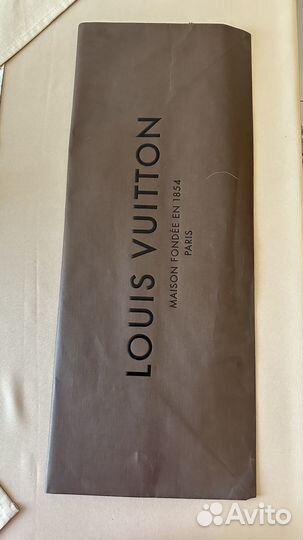 LOUIS VUITTON
MAISON FONDÉE EN 1854
PARIS
Avito